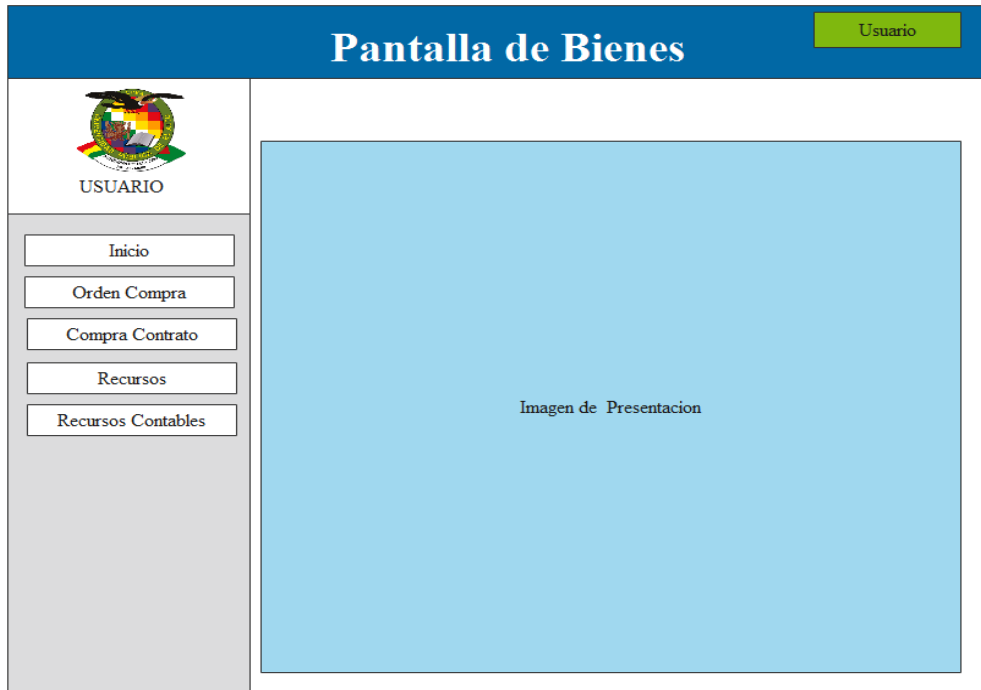 Pantalla de Bienes
Usuario
USUARIO
Inicio
Orden Compra
Compra Contrato
Recursos
Recursos Contables
Imagen de Presentacion